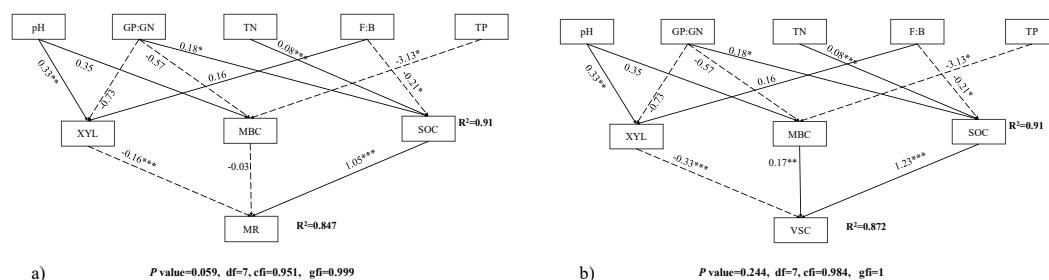 pH GP:GN TN F:B TP
0.33** 0.35 -0.73 -0.57 0.18* 0.08*** 0.16 -0.21* -3.13*
XYL MBC SOC R²=0.91
-0.16*** -0.03 1.05***
MR R²=0.847
a) P value=0.059, df=7, cfi=0.951, gfi=0.999
pH GP:GN TN F:B TP
0.33** 0.35 -0.73 -0.57 0.18* 0.08*** 0.16 -0.21* -3.13*
XYL MBC SOC R²=0.91
-0.33*** 0.17** 1.23***
VSC R²=0.872
b) P value=0.244, df=7, cfi=0.984, gfi=1